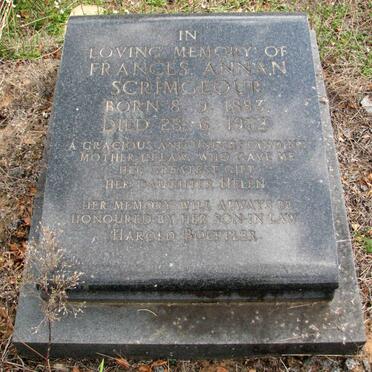 IN
LOVING MEMORY OF
FRANCES ANNAN
SCRIMGEOUR
BORN 8. 9. 1883.
DIED 28. 6. 1973
A GRACIOUS AND
MOTHER-IN-LAW WHO GAVE ME
HER GREATEST GIFT
HER DAUGHTER HELEN.
HER MEMORY WILL ALWAYS BE
HONOURED BY HER SON-IN-LAW
HAROLD BOETTLER.